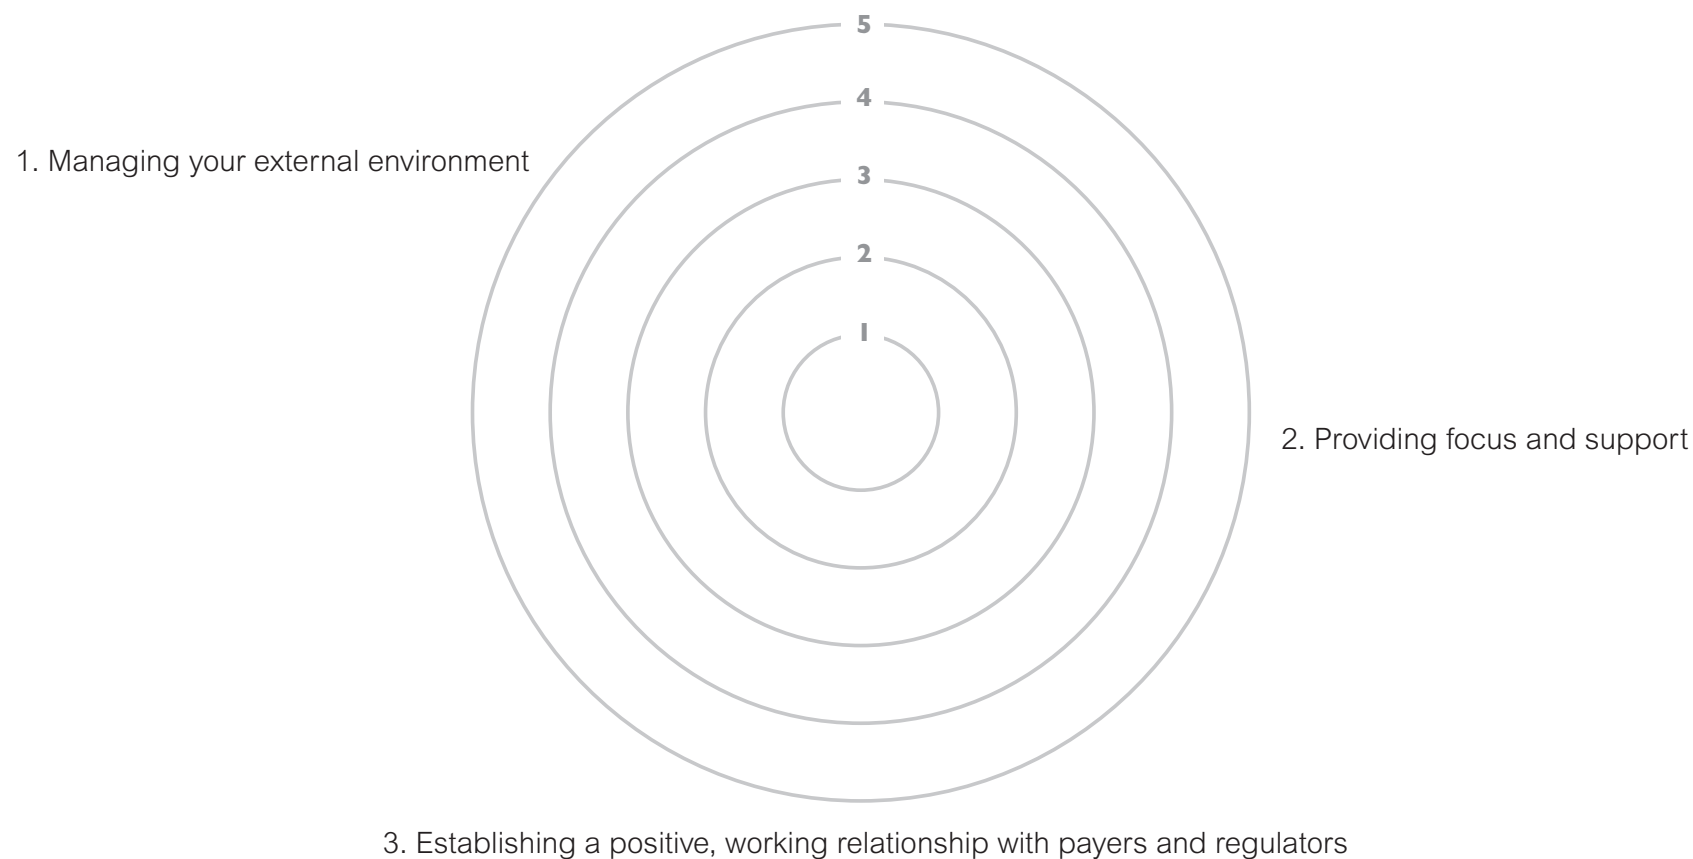 5
4
1. Managing your external environment
3
2
1
2. Providing focus and support
3. Establishing a positive, working relationship with payers and regulators